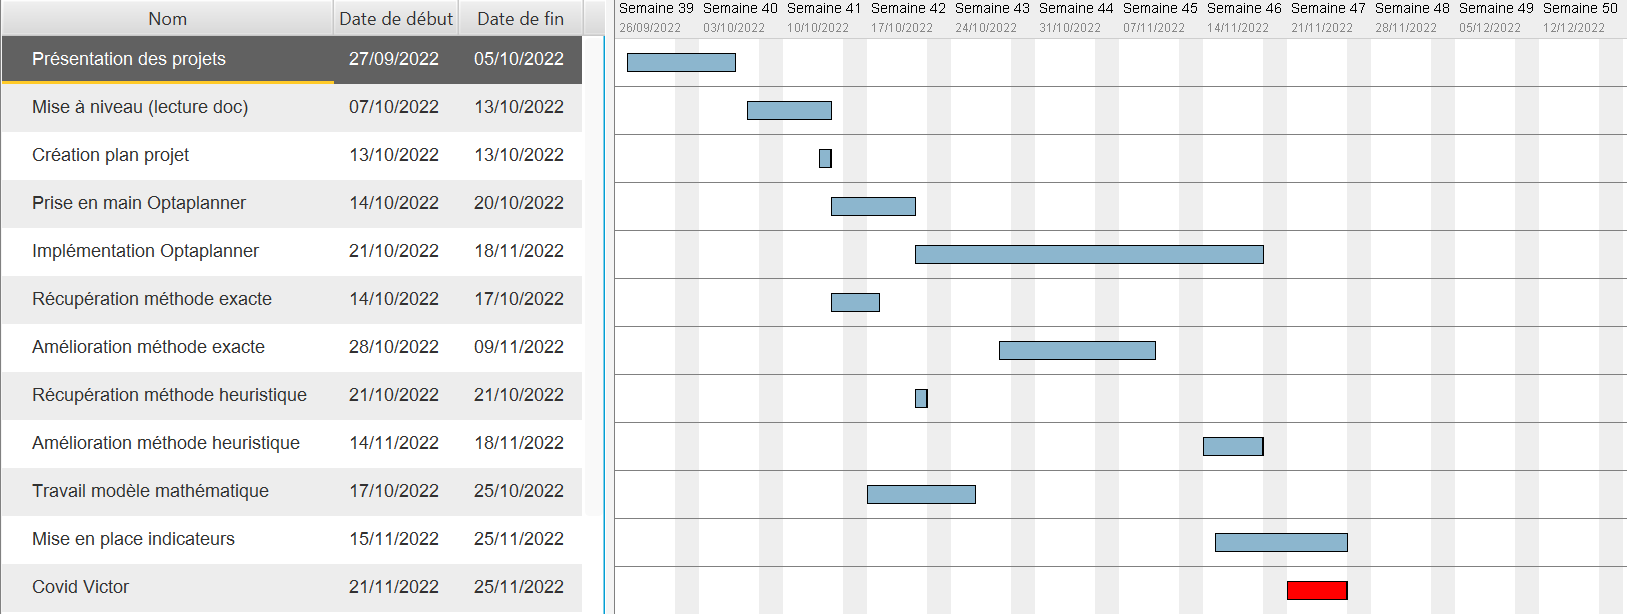 Nom Date de début Date de fin Semaine 39 Semaine 40 Semaine 41 Semaine 42 Semaine 43 Semaine 44 Semaine 45 Semaine 46 Semaine 47 Semaine 48 Semaine 49 Semaine 50
26/09/2022 03/10/2022 10/10/2022 17/10/2022 24/10/2022 31/10/2022 07/11/2022 14/11/2022 21/11/2022 28/11/2022 05/12/2022 12/12/2022
Présentation des projets 27/09/2022 05/10/2022
Mise à niveau (lecture doc) 07/10/2022 13/10/2022
Création plan projet 13/10/2022 13/10/2022
Prise en main Optaplanner 14/10/2022 20/10/2022
Implémentation Optaplanner 21/10/2022 18/11/2022
Récupération méthode exacte 14/10/2022 17/10/2022
Amélioration méthode exacte 28/10/2022 09/11/2022
Récupération méthode heuristique 21/10/2022 21/10/2022
Amélioration méthode heuristique 14/11/2022 18/11/2022
Travail modèle mathématique 17/10/2022 25/10/2022
Mise en place indicateurs 15/11/2022 25/11/2022
Covid Victor 21/11/2022 25/11/2022